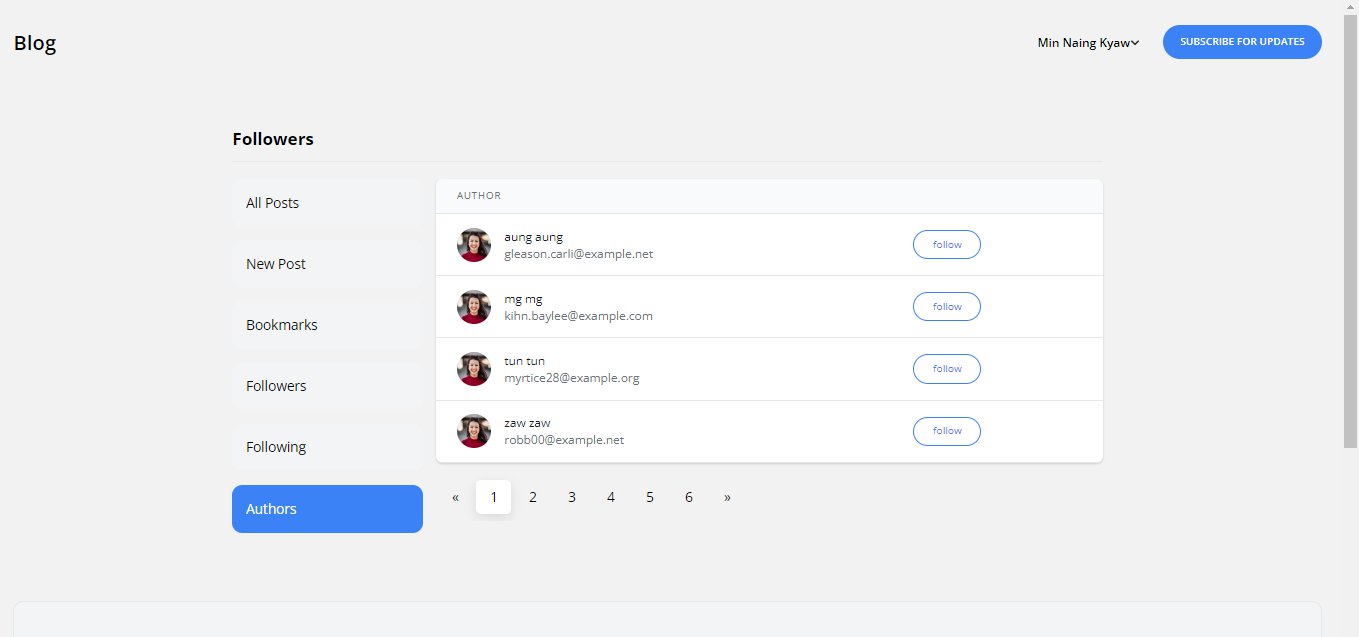 Blog
Min Naing Kyaw
SUBSCRIBE FOR UPDATES
Followers
All Posts
New Post
Bookmarks
Followers
Following
Authors
AUTHOR
aung aung
gleason.carli@example.net
follow
mg mg
kihn.baylee@example.com
follow
tun tun
myrtice28@example.org
follow
zaw zaw
robb00@example.net
follow
« 1 2 3 4 5 6 »